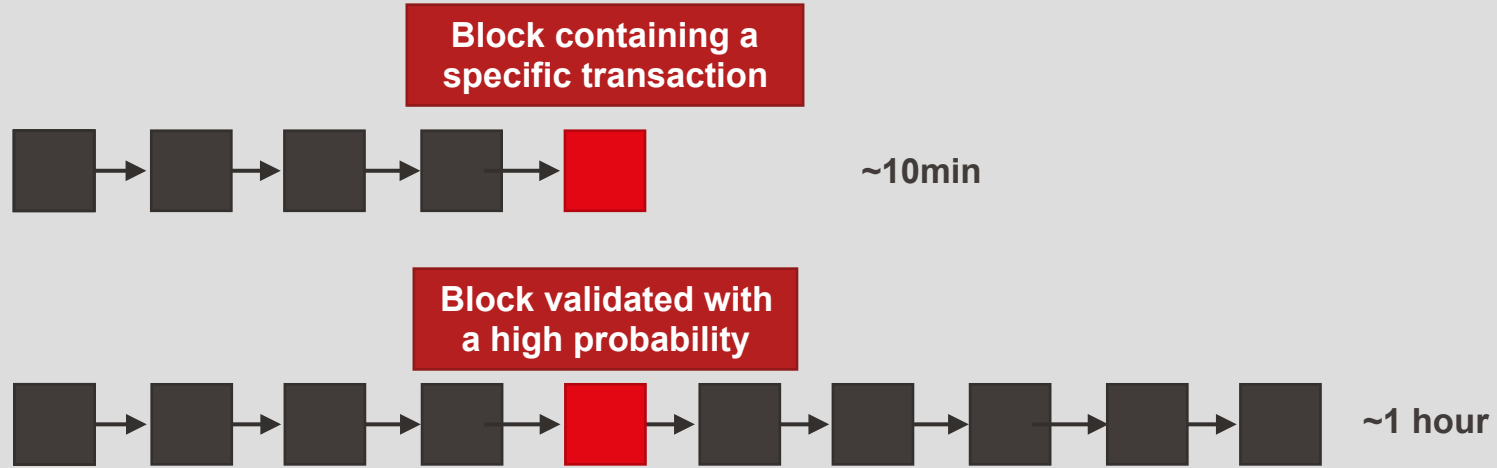 Block containing a
specific transaction
~10min
Block validated with
a high probability
~1 hour